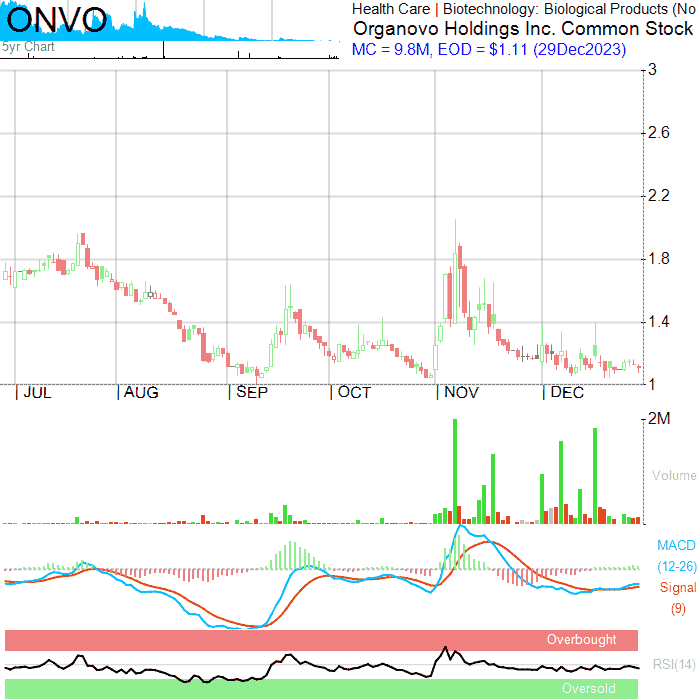 ONVO
5yr Chart
Health Care | Biotechnology: Biological Products (No
Organovo Holdings Inc. Common Stock
MC = 9.8M, EOD = $1.11 (29Dec2023)
3
2.6
2.2
1.8
1.4
1
JUL AUG SEP OCT NOV DEC
2M
Volume
MACD
(12-26)
Signal
(9)
Overbought
RSI(14)
Oversold